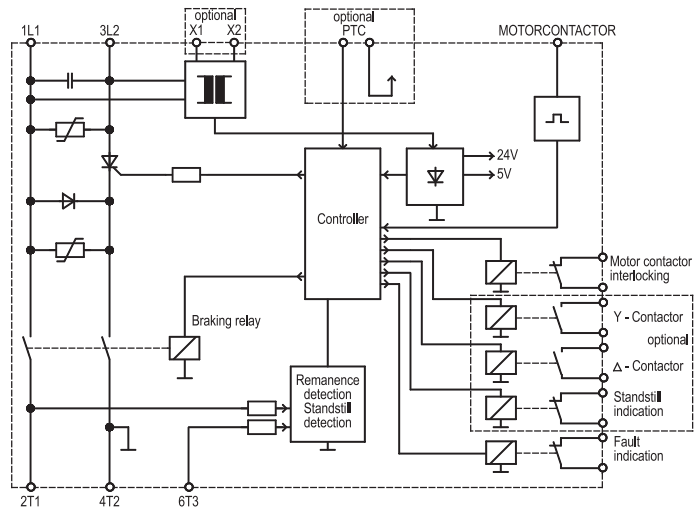 optional
X1 X2
1L1
3L2
optional
PTC
MOTORCONTACTOR
24V
5V
Controller
Braking relay
Remanence
detection
Standstill
detection
Motor contactor
interlocking
Y - Contactor
optional
Δ - Contactor
Standstill
indication
Fault
indication
2T1
4T2
6T3